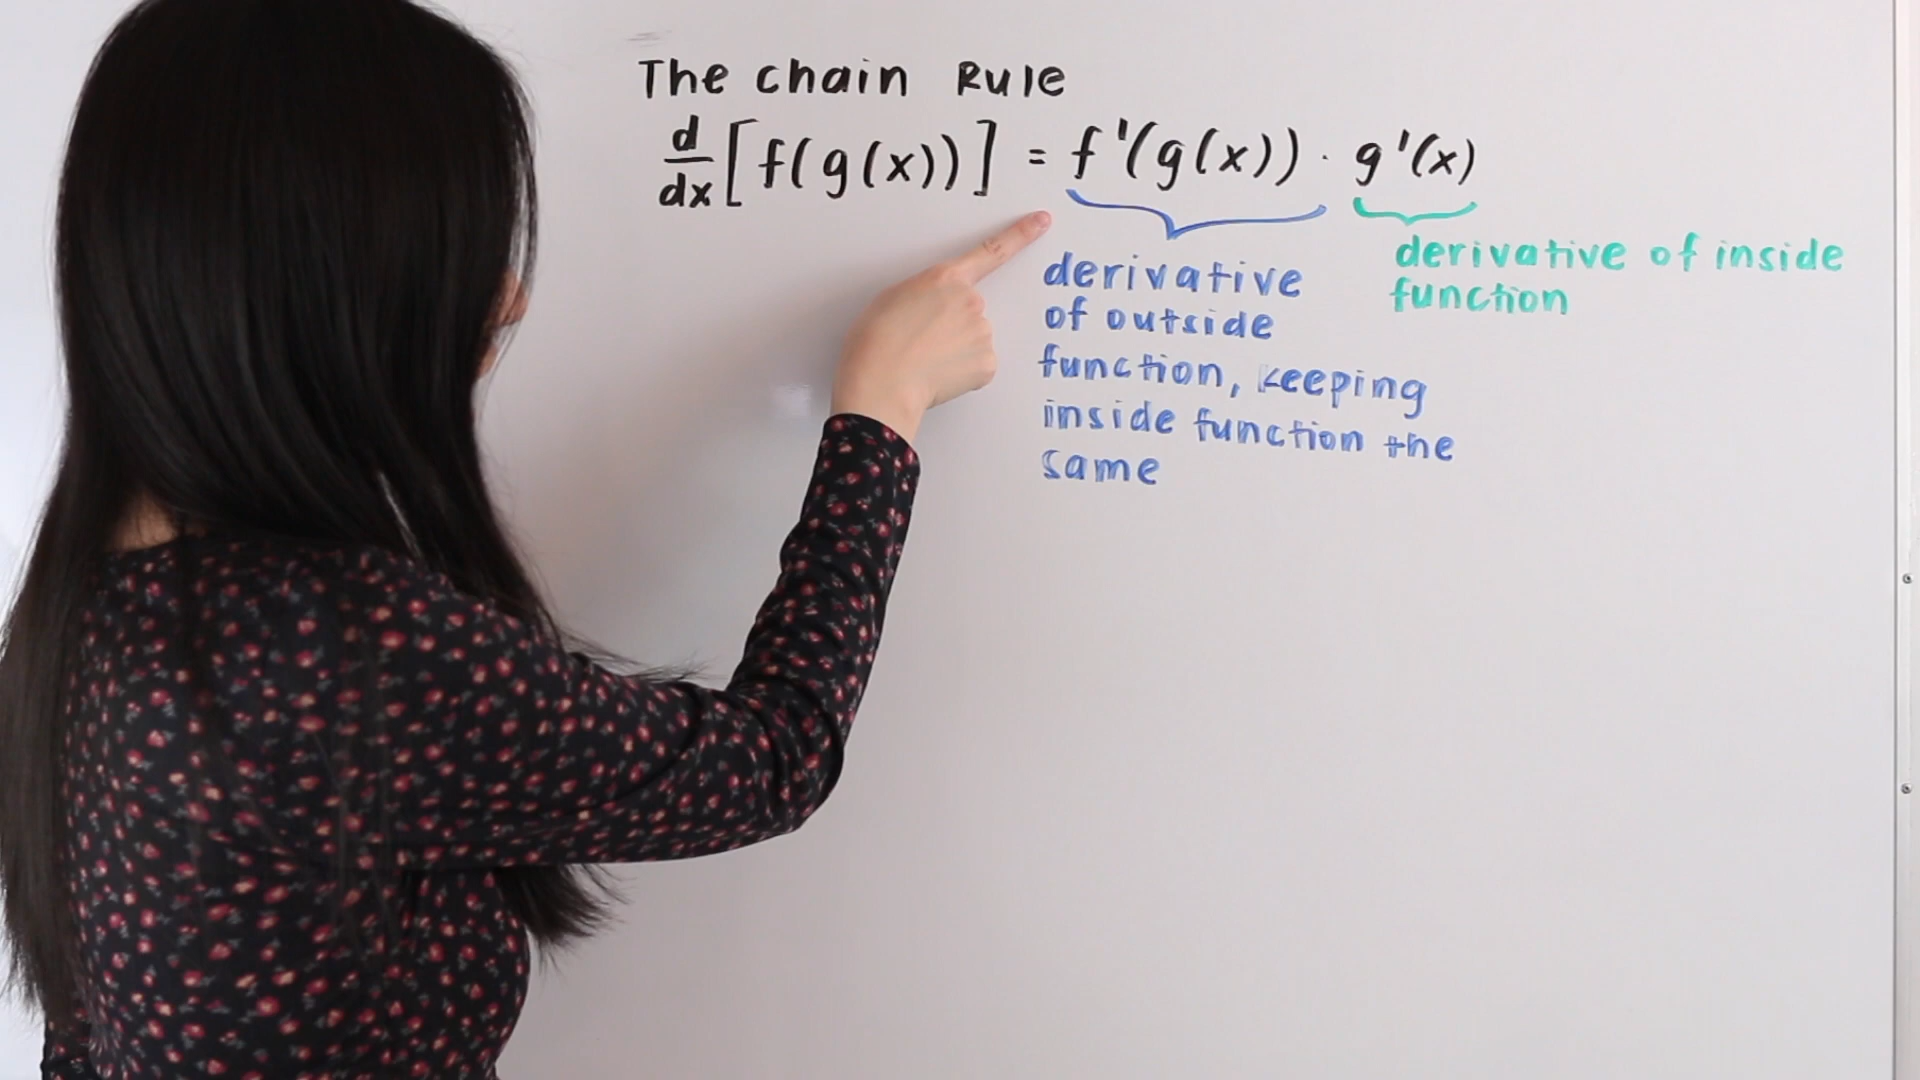 The chain Rule
d/dx [f(g(x))] = f'(g(x)) · g'(x)
derivative of outside function, keeping inside function the same
derivative of inside function